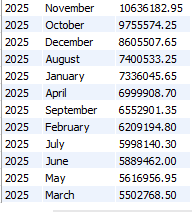 2025 November 10636182.95
2025 October 9755574.25
2025 December 8605507.65
2025 August 7400533.25
2025 January 7336045.65
2025 April 6999908.70
2025 September 6552901.35
2025 February 6209194.80
2025 July 5998140.30
2025 June 5889462.00
2025 May 5616956.95
2025 March 5502768.50